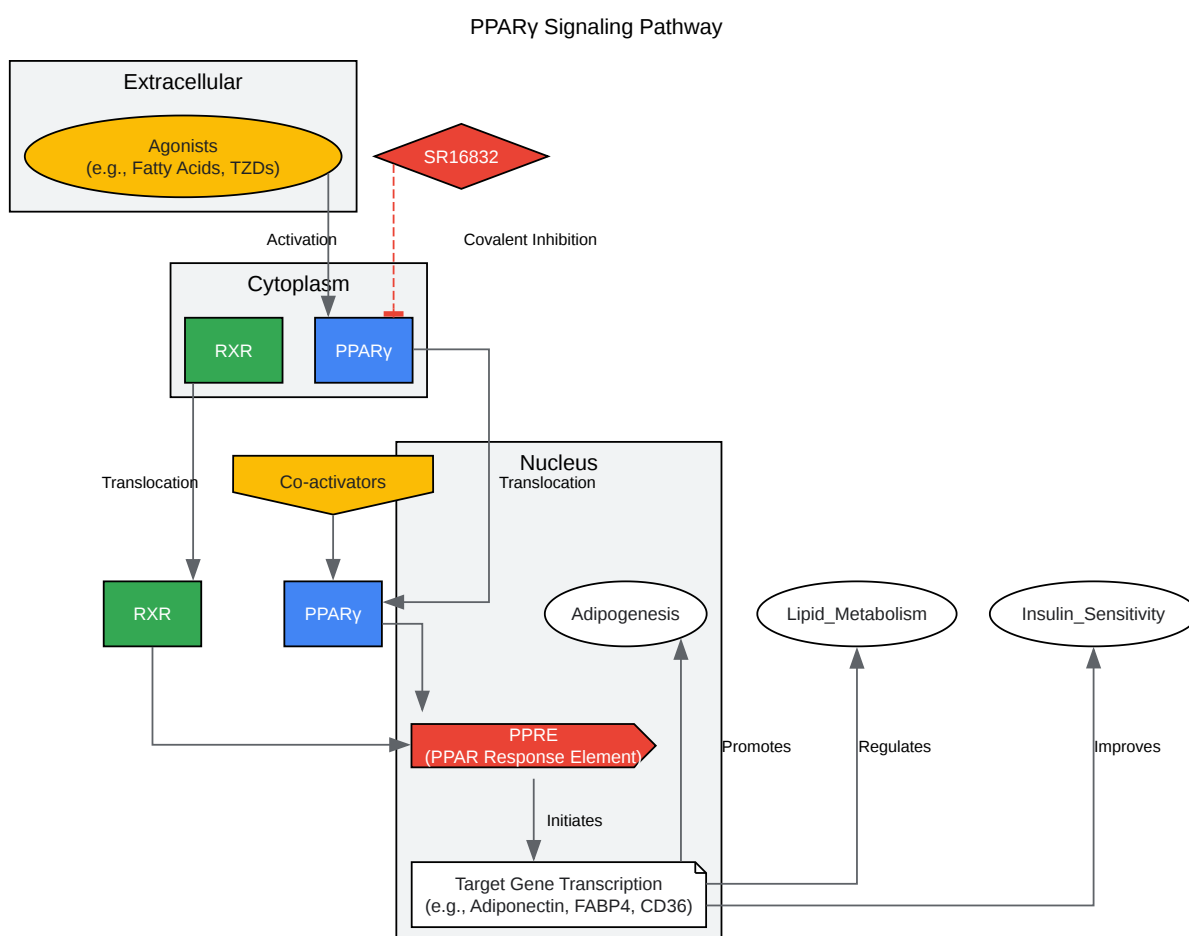 PPARγ Signaling Pathway
Extracellular
Agonists
(e.g., Fatty Acids, TZDs)
SR16832
Activation
Covalent Inhibition
Cytoplasm
RXR
PPARγ
Nucleus
Co-activators
Translocation
Translocation
RXR
PPARγ
Adipogenesis
Lipid_Metabolism
Insulin_Sensitivity
PPRE
(PPAR Response Element)
Promotes
Regulates
Improves
Initiates
Target Gene Transcription
(e.g., Adiponectin, FABP4, CD36)